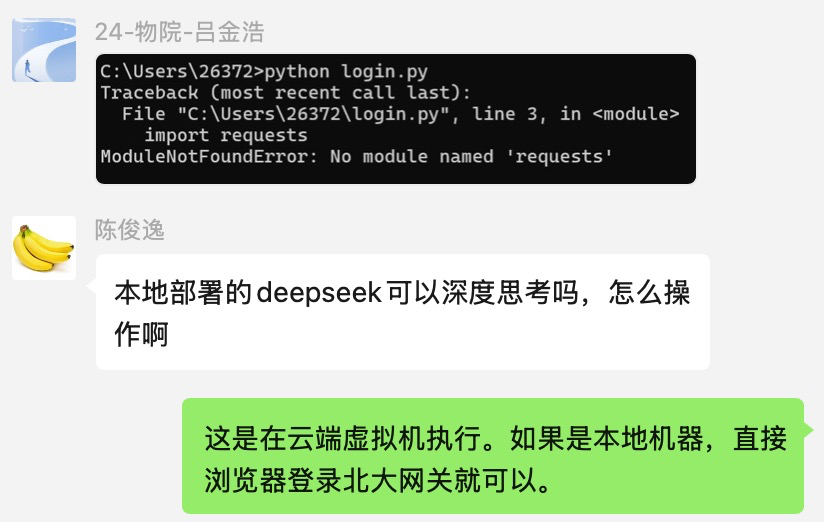 24-物院-吕金浩
C:\Users\26372>python login.py
Traceback (most recent call last):
  File "C:\Users\26372\login.py", line 3, in <module>
    import requests
ModuleNotFoundError: No module named 'requests'
陈俊逸
本地部署的deepseek可以深度思考吗，怎么操
作啊
这是在云端虚拟机执行。如果是本地机器，直接
浏览器登录北大网关就可以。